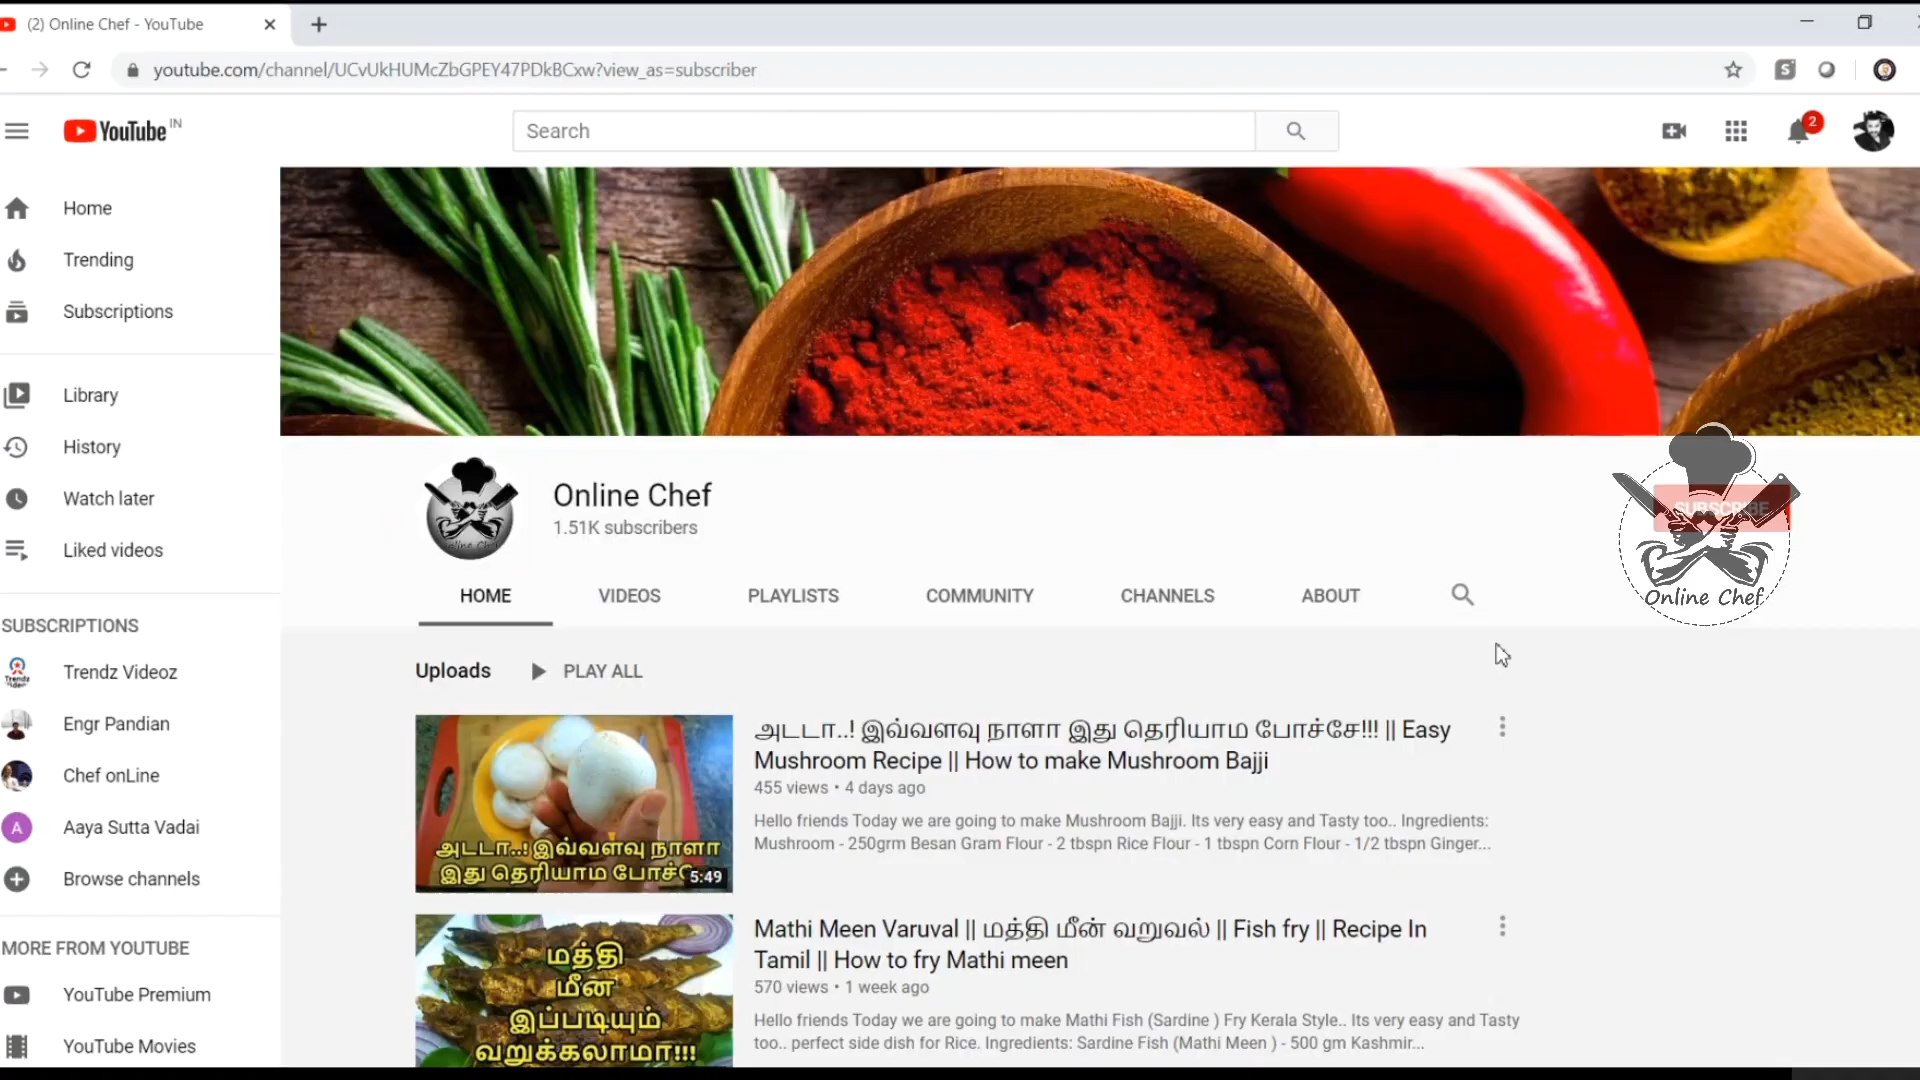 (2) Online Chef - YouTube
youtube.com/channel/UCvUkHUMcZbGPEY47PDkBCxw?view_as=subscriber
YouTube IN
Search
2
Home
Trending
Subscriptions
Library
History
Watch later
Liked videos
SUBSCRIPTIONS
Trendz Videoz
Engr Pandian
Chef onLine
A
Aaya Sutta Vadai
Browse channels
MORE FROM YOUTUBE
YouTube Premium
YouTube Movies
Online Chef
1.51K subscribers
SUBSCRIBE
Online Chef
HOME
VIDEOS
PLAYLISTS
COMMUNITY
CHANNELS
ABOUT
Uploads
PLAY ALL
அடடா..! இவ்வளவு நாளா
இது தெரியாம போச்
5:49
அடடா..! இவ்வளவு நாளா இது தெரியாம போச்சே!!! || Easy
Mushroom Recipe || How to make Mushroom Bajji
455 views • 4 days ago
Hello friends Today we are going to make Mushroom Bajji. Its very easy and Tasty too.. Ingredients:
Mushroom - 250grm Besan Gram Flour - 2 tbspn Rice Flour - 1 tbspn Corn Flour - 1/2 tbspn Ginger...
மத்தி
மீன்
இப்படியும்
வறுக்கலாமா!!!
Mathi Meen Varuval || மத்தி மீன் வறுவல் || Fish fry || Recipe In
Tamil || How to fry Mathi meen
570 views • 1 week ago
Hello friends Today we are going to make Mathi Fish (Sardine ) Fry Kerala Style.. Its very easy and Tasty
too.. perfect side dish for Rice. Ingredients: Sardine Fish (Mathi Meen ) - 500 gm Kashmir...